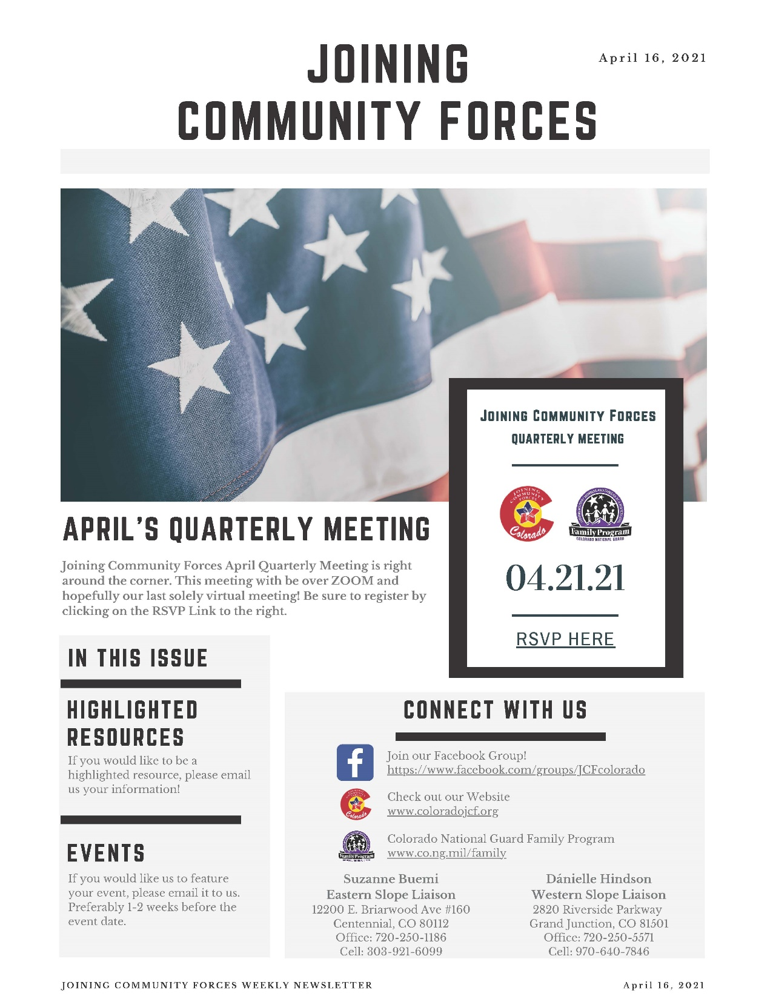 JOINING
April 16, 2021
COMMUNITY FORCES
JOINING COMMUNITY FORCES
QUARTERLY MEETING
JOINING
COMMUNITY
FORCES
Colorado
Family Program
COLORADO NATIONAL GUARD
04.21.21
RSVP HERE
APRIL'S QUARTERLY MEETING
Joining Community Forces April Quarterly Meeting is right
around the corner. This meeting with be over ZOOM and
hopefully our last solely virtual meeting! Be sure to register by
clicking on the RSVP Link to the right.
IN THIS ISSUE
HIGHLIGHTED
RESOURCES
If you would like to be a
highlighted resource, please email
us your information!
EVENTS
If you would like us to feature
your event, please email it to us.
Preferably 1-2 weeks before the
event date.
CONNECT WITH US
Join our Facebook Group!
https://www.facebook.com/groups/JCFcolorado
Colorado
Check out our Website
www.coloradojcf.org
Family Program
Colorado National Guard Family Program
www.co.ng.mil/family
Suzanne Buemi
Eastern Slope Liaison
12200 E. Briarwood Ave #160
Centennial, CO 80112
Office: 720-250-1186
Cell: 303-921-6099
Dánielle Hindson
Western Slope Liaison
2820 Riverside Parkway
Grand Junction, CO 81501
Office: 720-250-5571
Cell: 970-640-7846
JOINING COMMUNITY FORCES WEEKLY NEWSLETTER
April 16, 2021